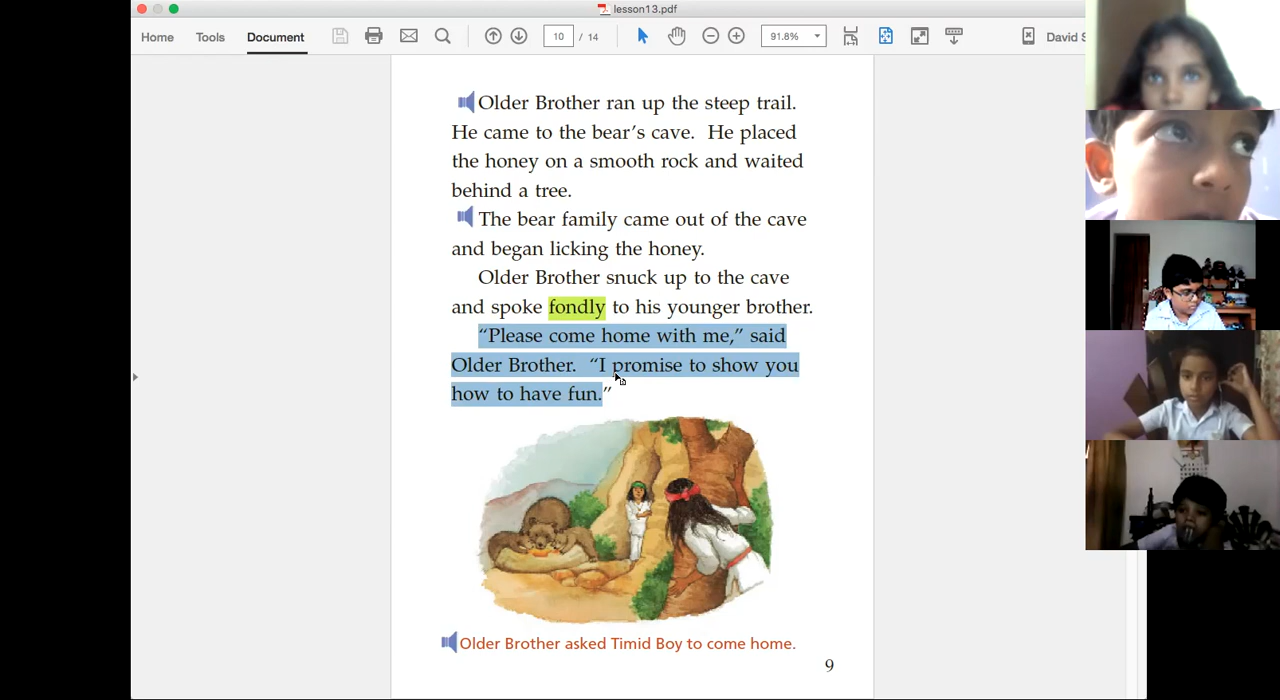 lesson13.pdf
Home Tools Document 10 / 14 91.8% David S
Older Brother ran up the steep trail.
He came to the bear’s cave. He placed
the honey on a smooth rock and waited
behind a tree.
The bear family came out of the cave
and began licking the honey.
Older Brother snuck up to the cave
and spoke fondly to his younger brother.
“Please come home with me,” said
Older Brother. “I promise to show you
how to have fun.”
Older Brother asked Timid Boy to come home.
9